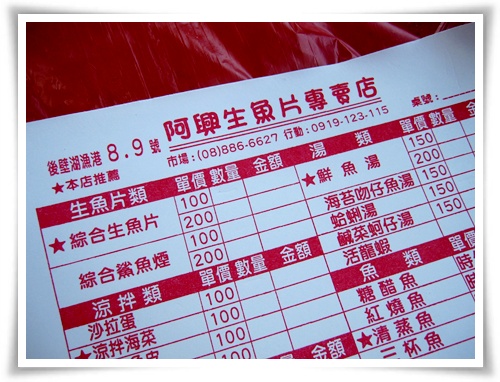 阿興生魚片專賣店
後壁湖漁港8.9號
市場:(08)886-6627 行動:0919-123-115
桌號:
★本店推薦
生魚片類 單價 數量 金額
★綜合生魚片 100
200
綜合鯊魚煙 100
200
涼拌類 單價 數量 金額
沙拉蛋 100
★涼拌海菜 100
200
湯類 單價 數量
★鮮魚湯 150
200
海苔吻仔魚湯 150
蛤蜊湯 150
鹹菜蚵仔湯 150
活龍蝦
魚類
糖醋魚 時
紅燒魚 時
★清蒸魚
三杯魚